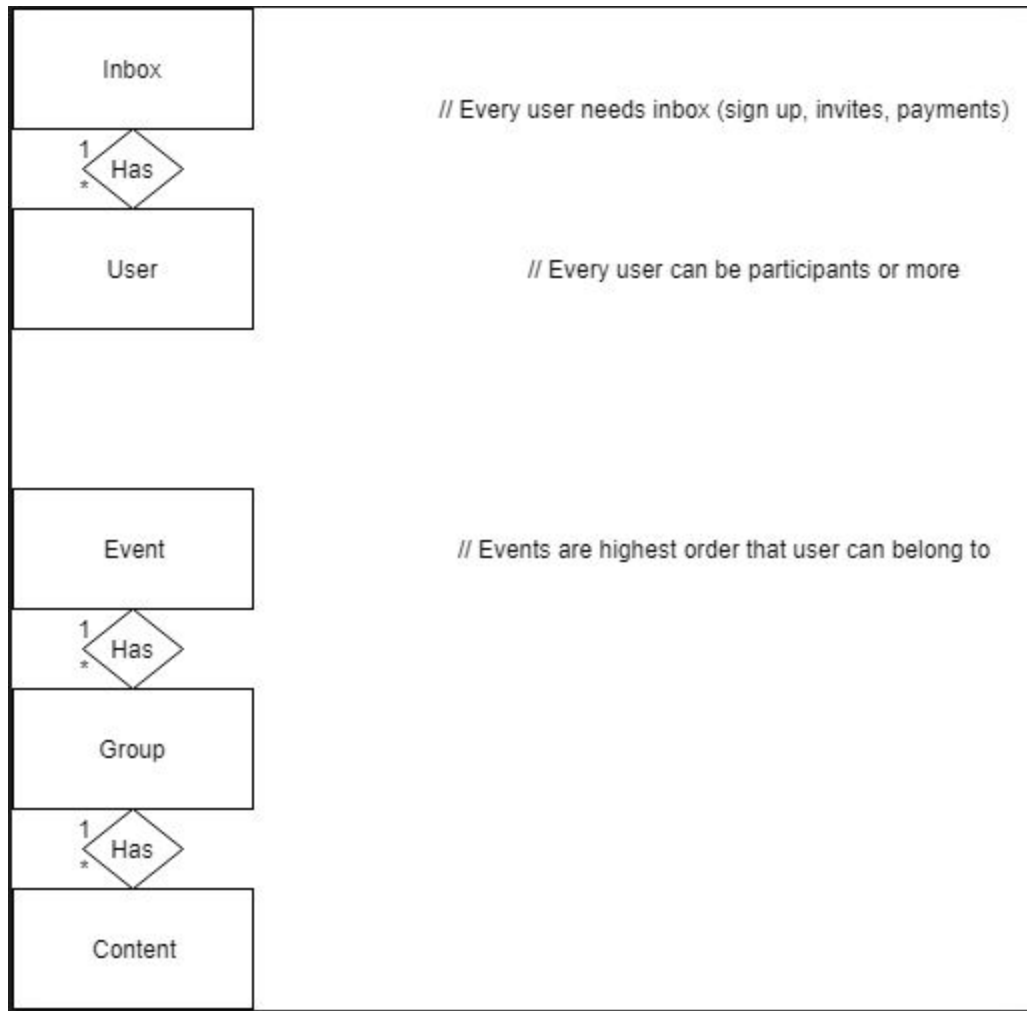 Inbox
// Every user needs inbox (sign up, invites, payments)
1
Has
*
User
// Every user can be participants or more
Event
// Events are highest order that user can belong to
1
Has
*
Group
1
Has
*
Content